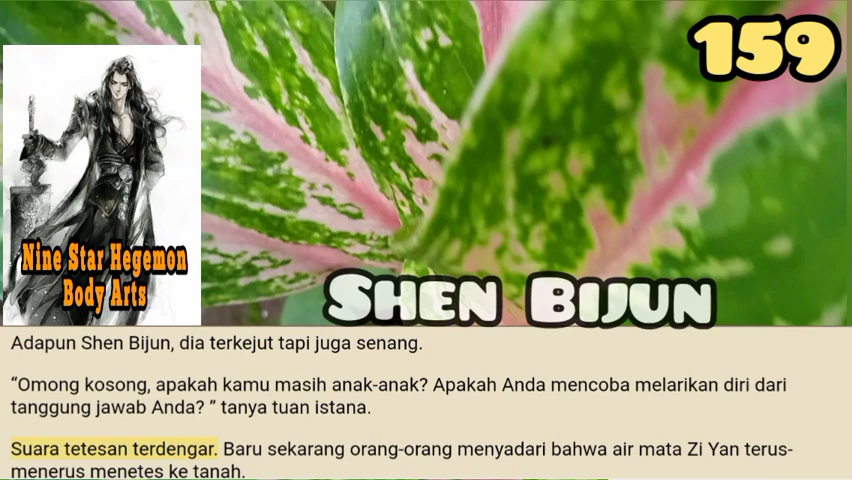 159
Nine Star Hegemon
Body Arts
Shen Bijun
Adapun Shen Bijun, dia terkejut tapi juga senang.
“Omong kosong, apakah kamu masih anak-anak? Apakah Anda mencoba melarikan diri dari
tanggung jawab Anda? ” tanya tuan istana.
Suara tetesan terdengar. Baru sekarang orang-orang menyadari bahwa air mata Zi Yan terus-
menerus menetes ke tanah.